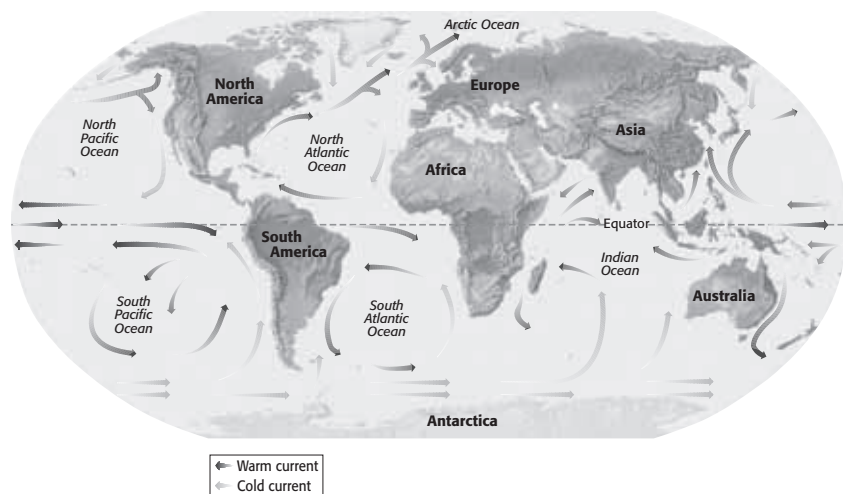 Arctic Ocean
North
America
Europe
Asia
North
Pacific
Ocean
North
Atlantic
Ocean
Africa
Equator
South
America
Indian
Ocean
Australia
South
Pacific
Ocean
South
Atlantic
Ocean
Antarctica
Warm current
Cold current